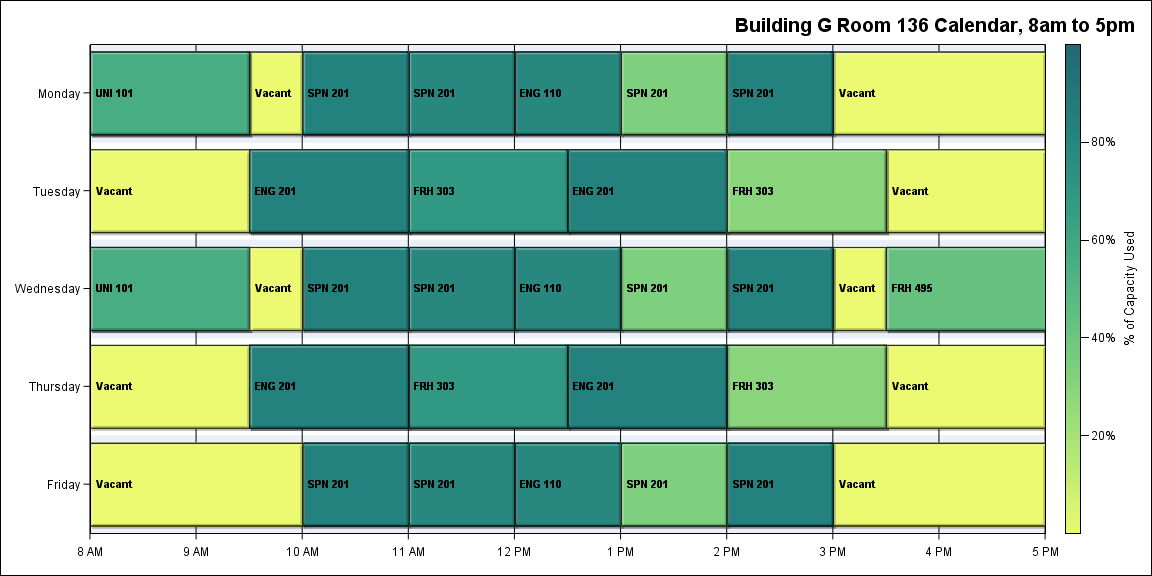 Building G Room 136 Calendar, 8am to 5pm
Monday
UNI 101
Vacant
SPN 201
SPN 201
ENG 110
SPN 201
SPN 201
Vacant
Tuesday
Vacant
ENG 201
FRH 303
ENG 201
FRH 303
Vacant
Wednesday
UNI 101
Vacant
SPN 201
SPN 201
ENG 110
SPN 201
SPN 201
Vacant
FRH 495
Thursday
Vacant
ENG 201
FRH 303
ENG 201
FRH 303
Vacant
Friday
Vacant
SPN 201
SPN 201
ENG 110
SPN 201
SPN 201
Vacant
8 AM
9 AM
10 AM
11 AM
12 PM
1 PM
2 PM
3 PM
4 PM
5 PM
80%
60%
40%
20%
% of Capacity Used